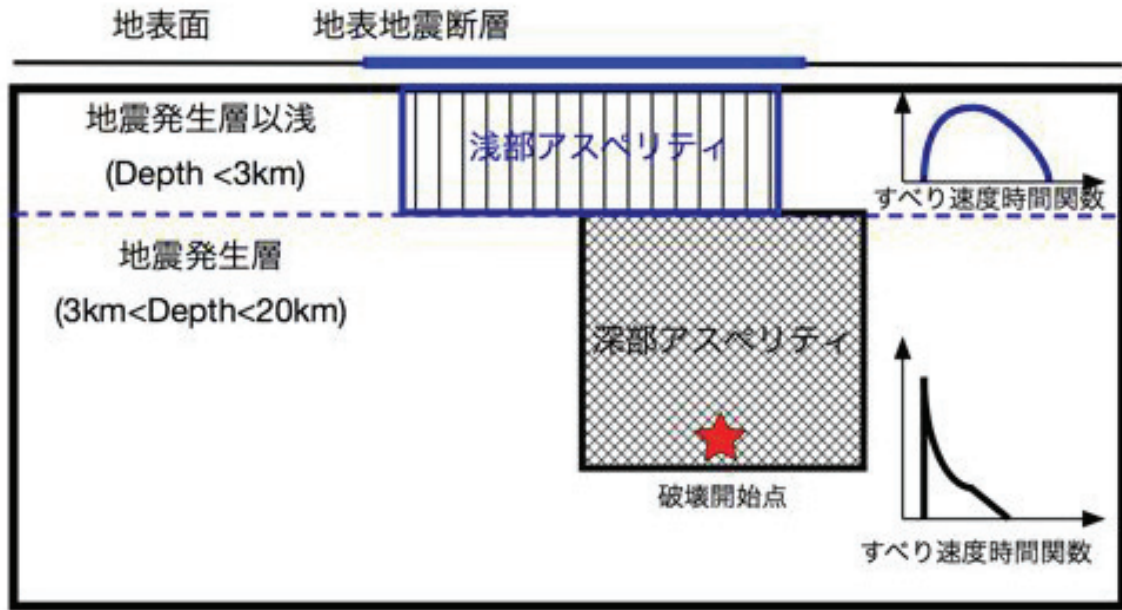 地表面
地表地震断層
地震発生層以浅
(Depth <3km)
浅部アスペリティ
すべり速度時間関数
地震発生層
(3km<Depth<20km)
深部アスペリティ
破壊開始点
すべり速度時間関数